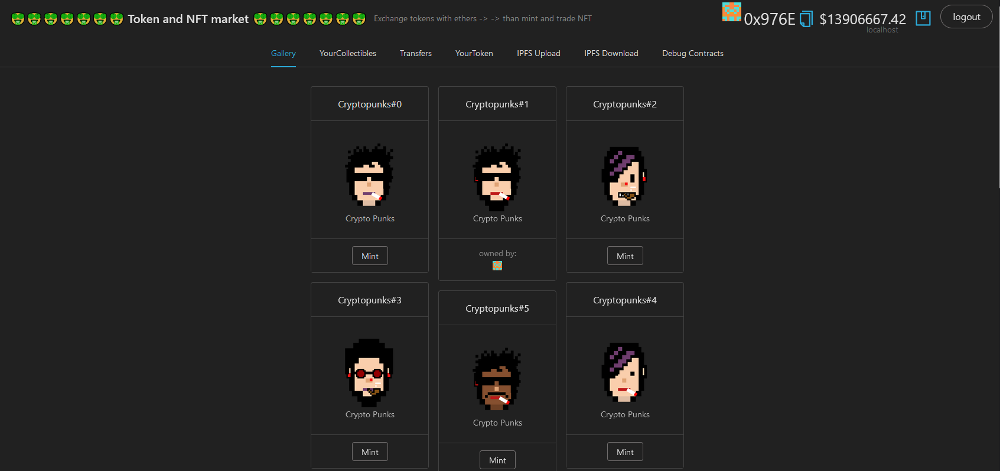 🤑🤑🤑🤑🤑🤑🤑 Token and NFT market 🤑🤑🤑🤑🤑🤑🤑 Exchange tokens with ethers -> -> than mint and trade NFT
0x976E $13906667.42 logout
localhost
Gallery YourCollectibles Transfers YourToken IPFS Upload IPFS Download Debug Contracts
Cryptopunks#0 Cryptopunks#1 Cryptopunks#2
Crypto Punks Crypto Punks Crypto Punks
Mint owned by: Mint
Cryptopunks#3 Cryptopunks#5 Cryptopunks#4
Crypto Punks Crypto Punks Crypto Punks
Mint Mint Mint